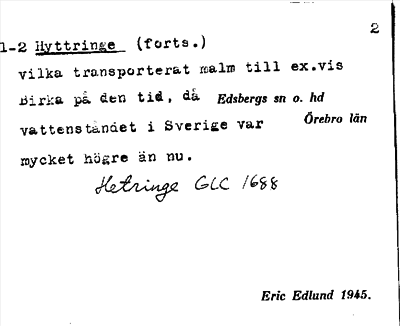 2
1-2 Hyttringe (forts.)
vilka transporterat malm till ex.vis
Birka på den tid, då Edsbergs sn o. hd
vattenståndet i Sverige var Örebro län
mycket högre än nu.
Hetringe GLC 1688
Eric Edlund 1945.